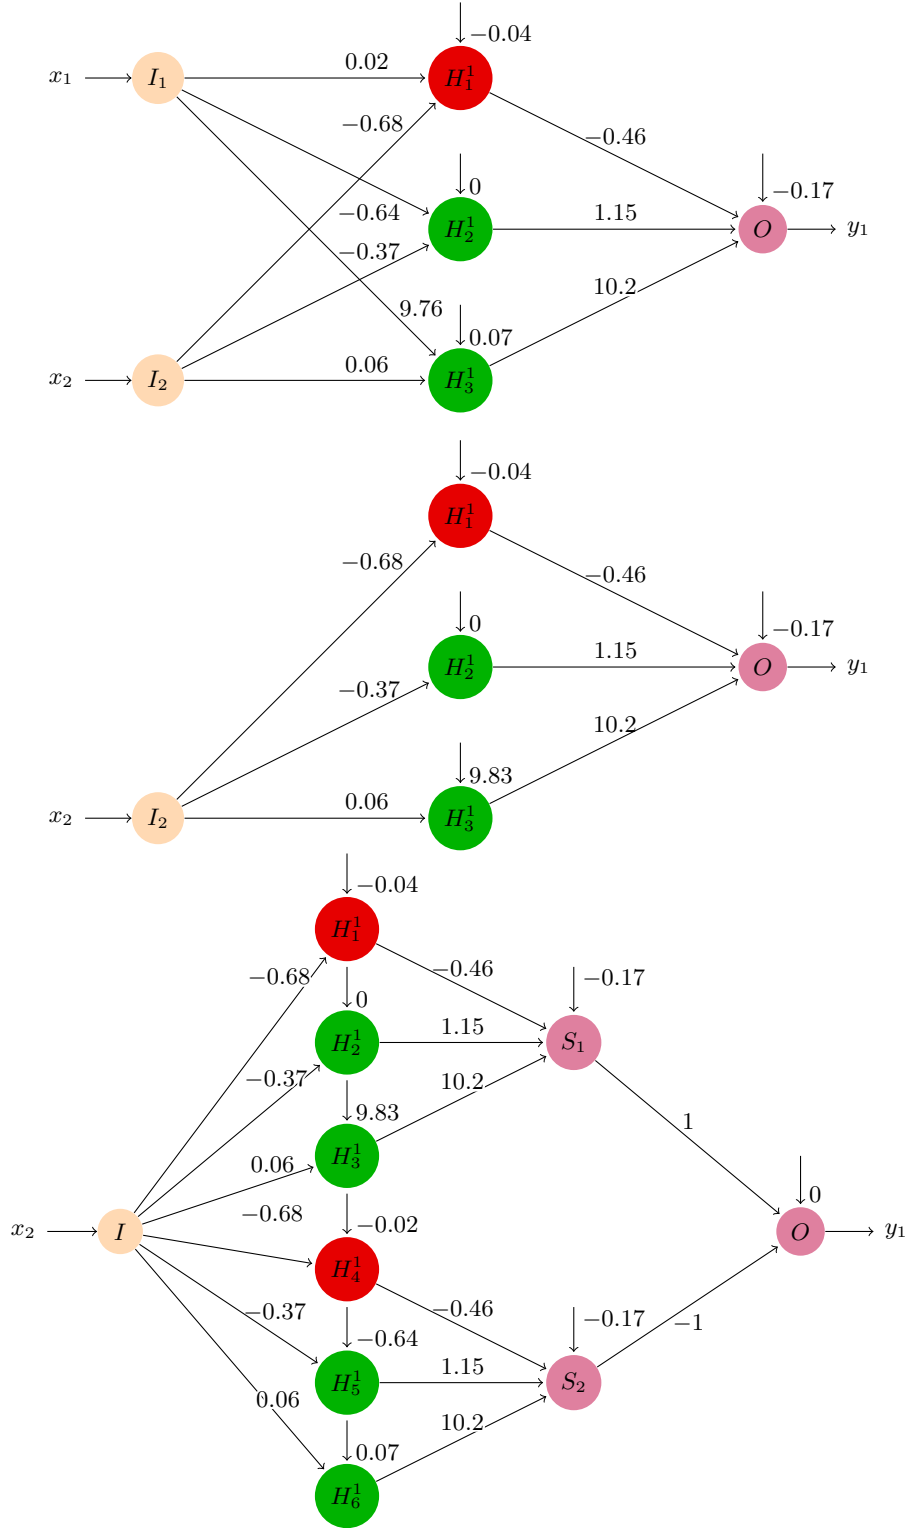 −0.04
x₁ I₁ 0.02 H₁¹
−0.68 −0.46
0 −0.17
−0.64 H₂¹ 1.15 O y₁
−0.37
9.76 0.07 10.2
x₂ I₂ 0.06 H₃¹
−0.04
H₁¹
−0.68 −0.46
0 −0.17
−0.37 H₂¹ 1.15 O y₁
9.83 10.2
x₂ I₂ 0.06 H₃¹
−0.04
H₁¹
−0.68 −0.46 −0.17
0
H₂¹ 1.15 S₁
−0.37 10.2
9.83 1
0.06 H₃¹
−0.68 −0.02 0
x₂ I O y₁
H₄¹
−0.37 −0.46 −0.17 −1
−0.64
H₅¹ 1.15 S₂
0.06 10.2
0.07
H₆¹